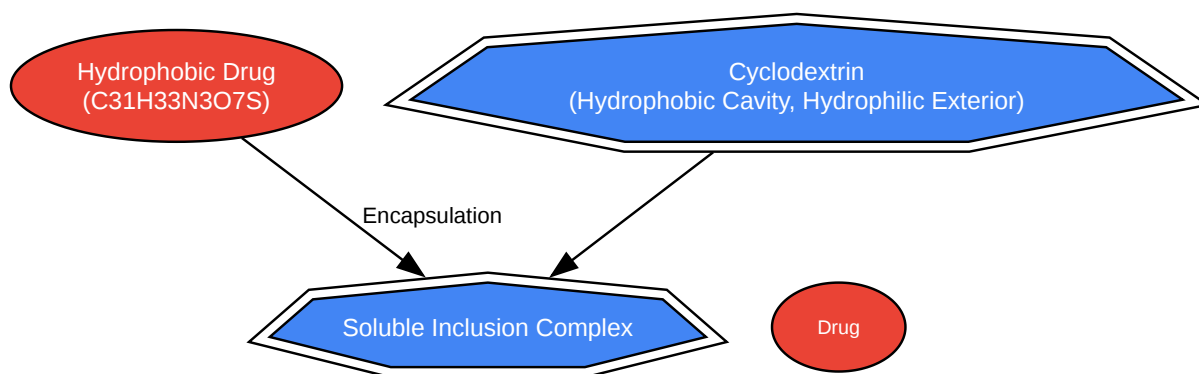 Hydrophobic Drug
(C31H33N3O7S)
Cyclodextrin
(Hydrophobic Cavity, Hydrophilic Exterior)
Encapsulation
Soluble Inclusion Complex
Drug